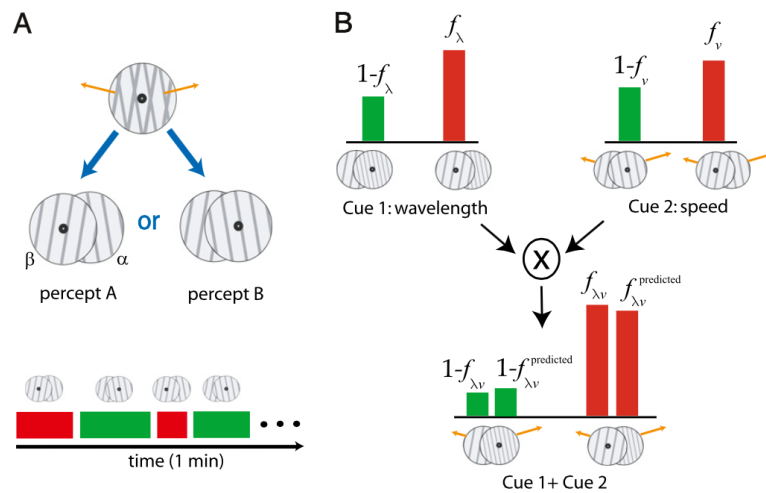 A
or
β
α
percept A
percept B
time (1 min)
B
1-f_λ
f_λ
1-f_v
f_v
Cue 1: wavelength
Cue 2: speed
X
1-f_λv
1-f_λv^predicted
f_λv
f_λv^predicted
Cue 1+ Cue 2